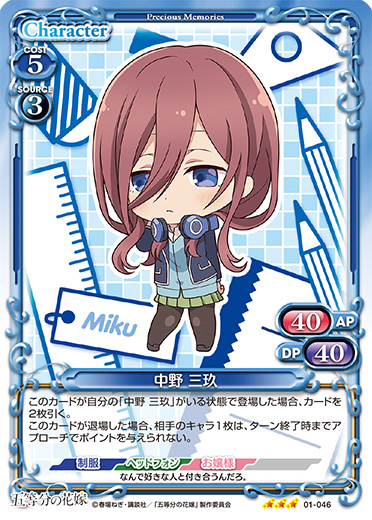 Precious Memories
Character
COST
5
SOURCE
3
Miku
40 AP
DP 40
中野 三玖
このカードが自分の「中野 三玖」がいる状態で登場した場合、カードを
2枚引く。
このカードが退場した場合、相手のキャラ1枚は、ターン終了時までア
プローチでポイントを与えられない。
制服 ヘッドフォン お嬢様
なんで好きな人と付き合うんだろ。
五等分の花嫁
©春場ねぎ・講談社/「五等分の花嫁」製作委員会
01-046